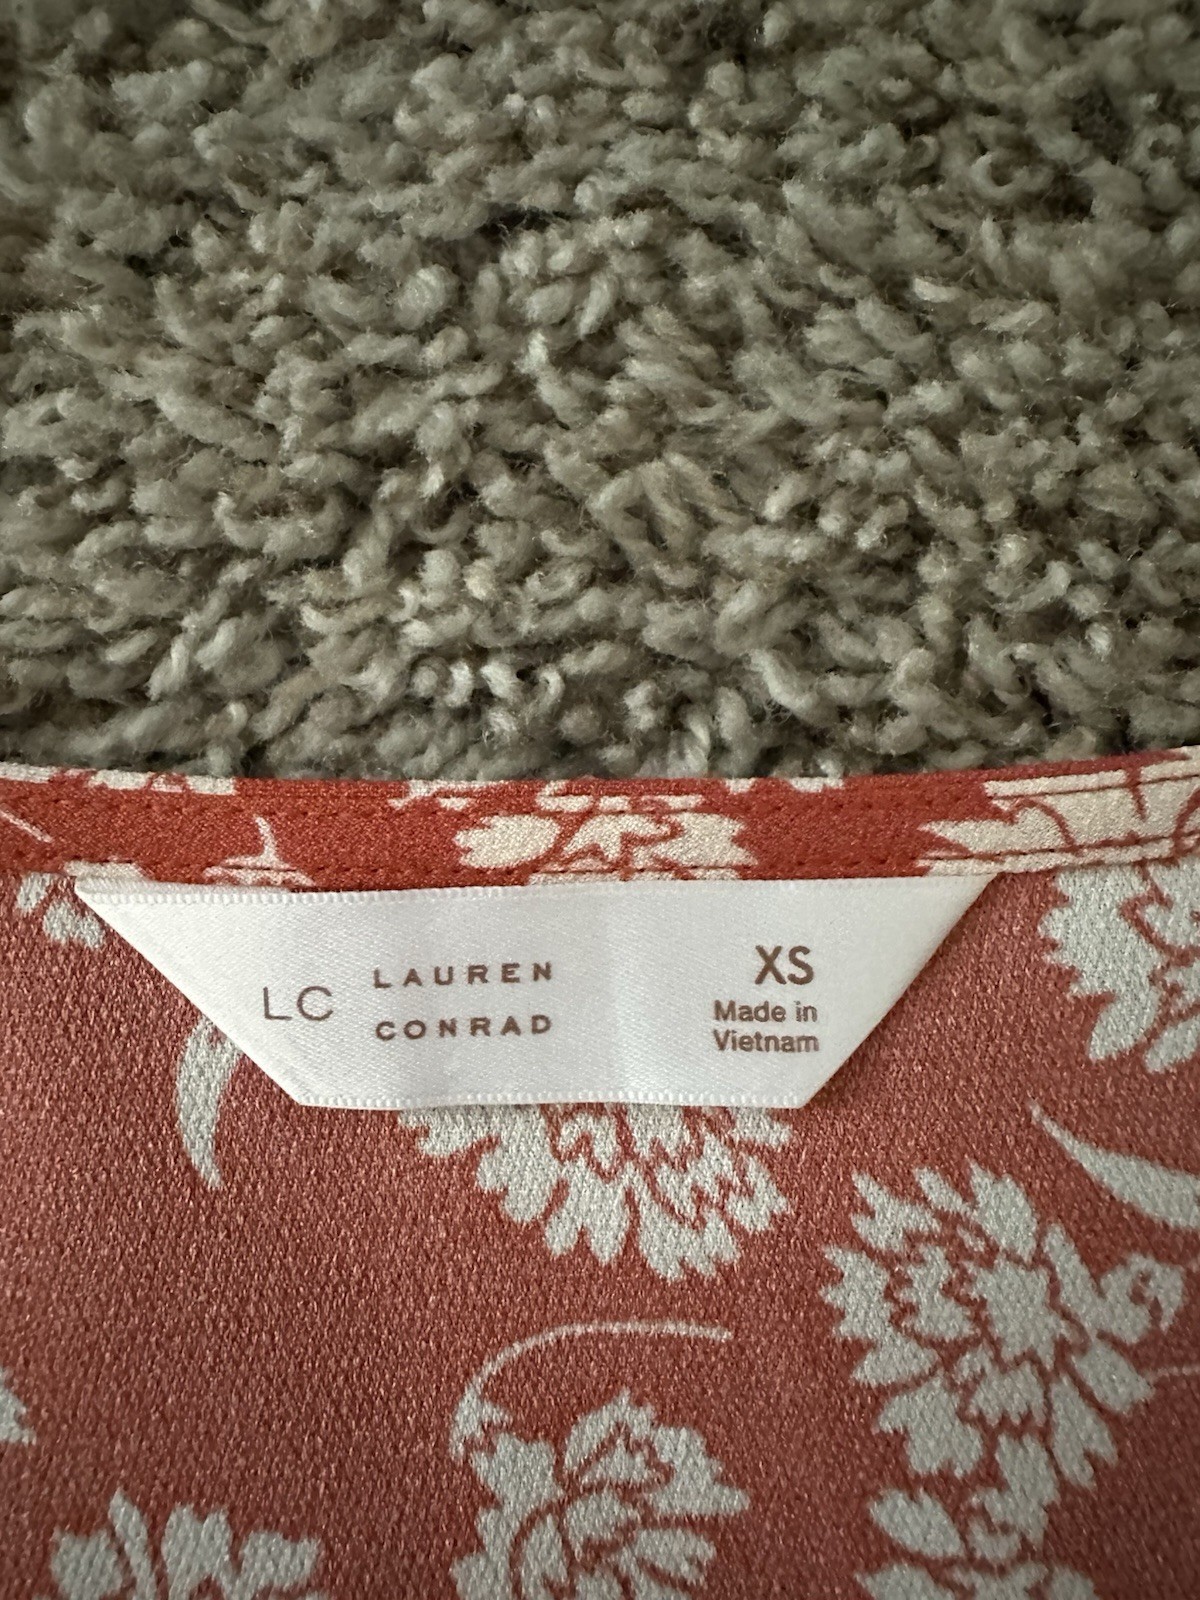 LC
LAUREN
CONRAD
XS
Made in
Vietnam